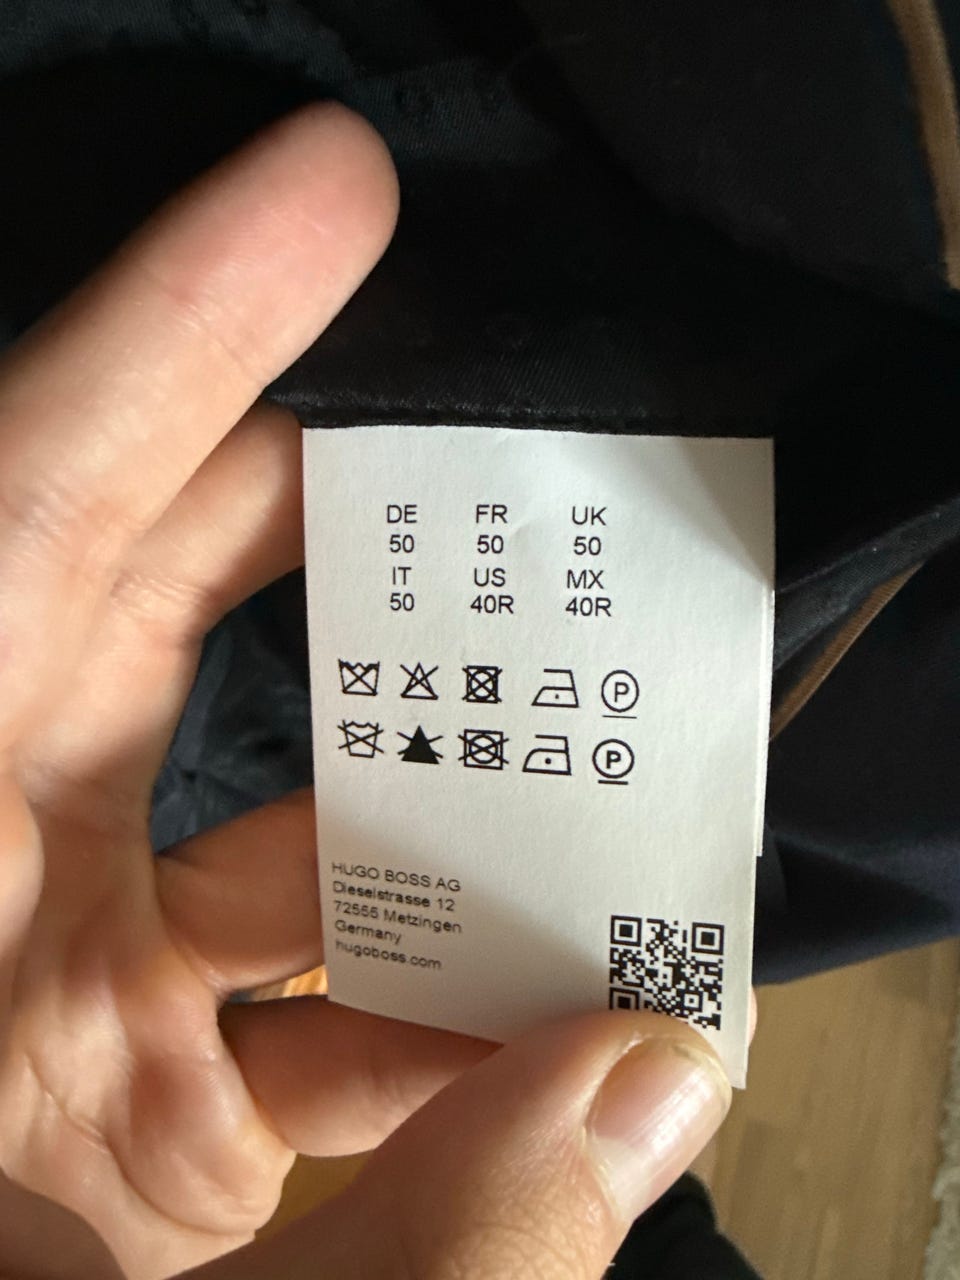 DE FR UK
50 50 50
IT US MX
50 40R 40R
P
P
HUGO BOSS AG
Dieselstrasse 12
72555 Metzingen
Germany
hugoboss.com